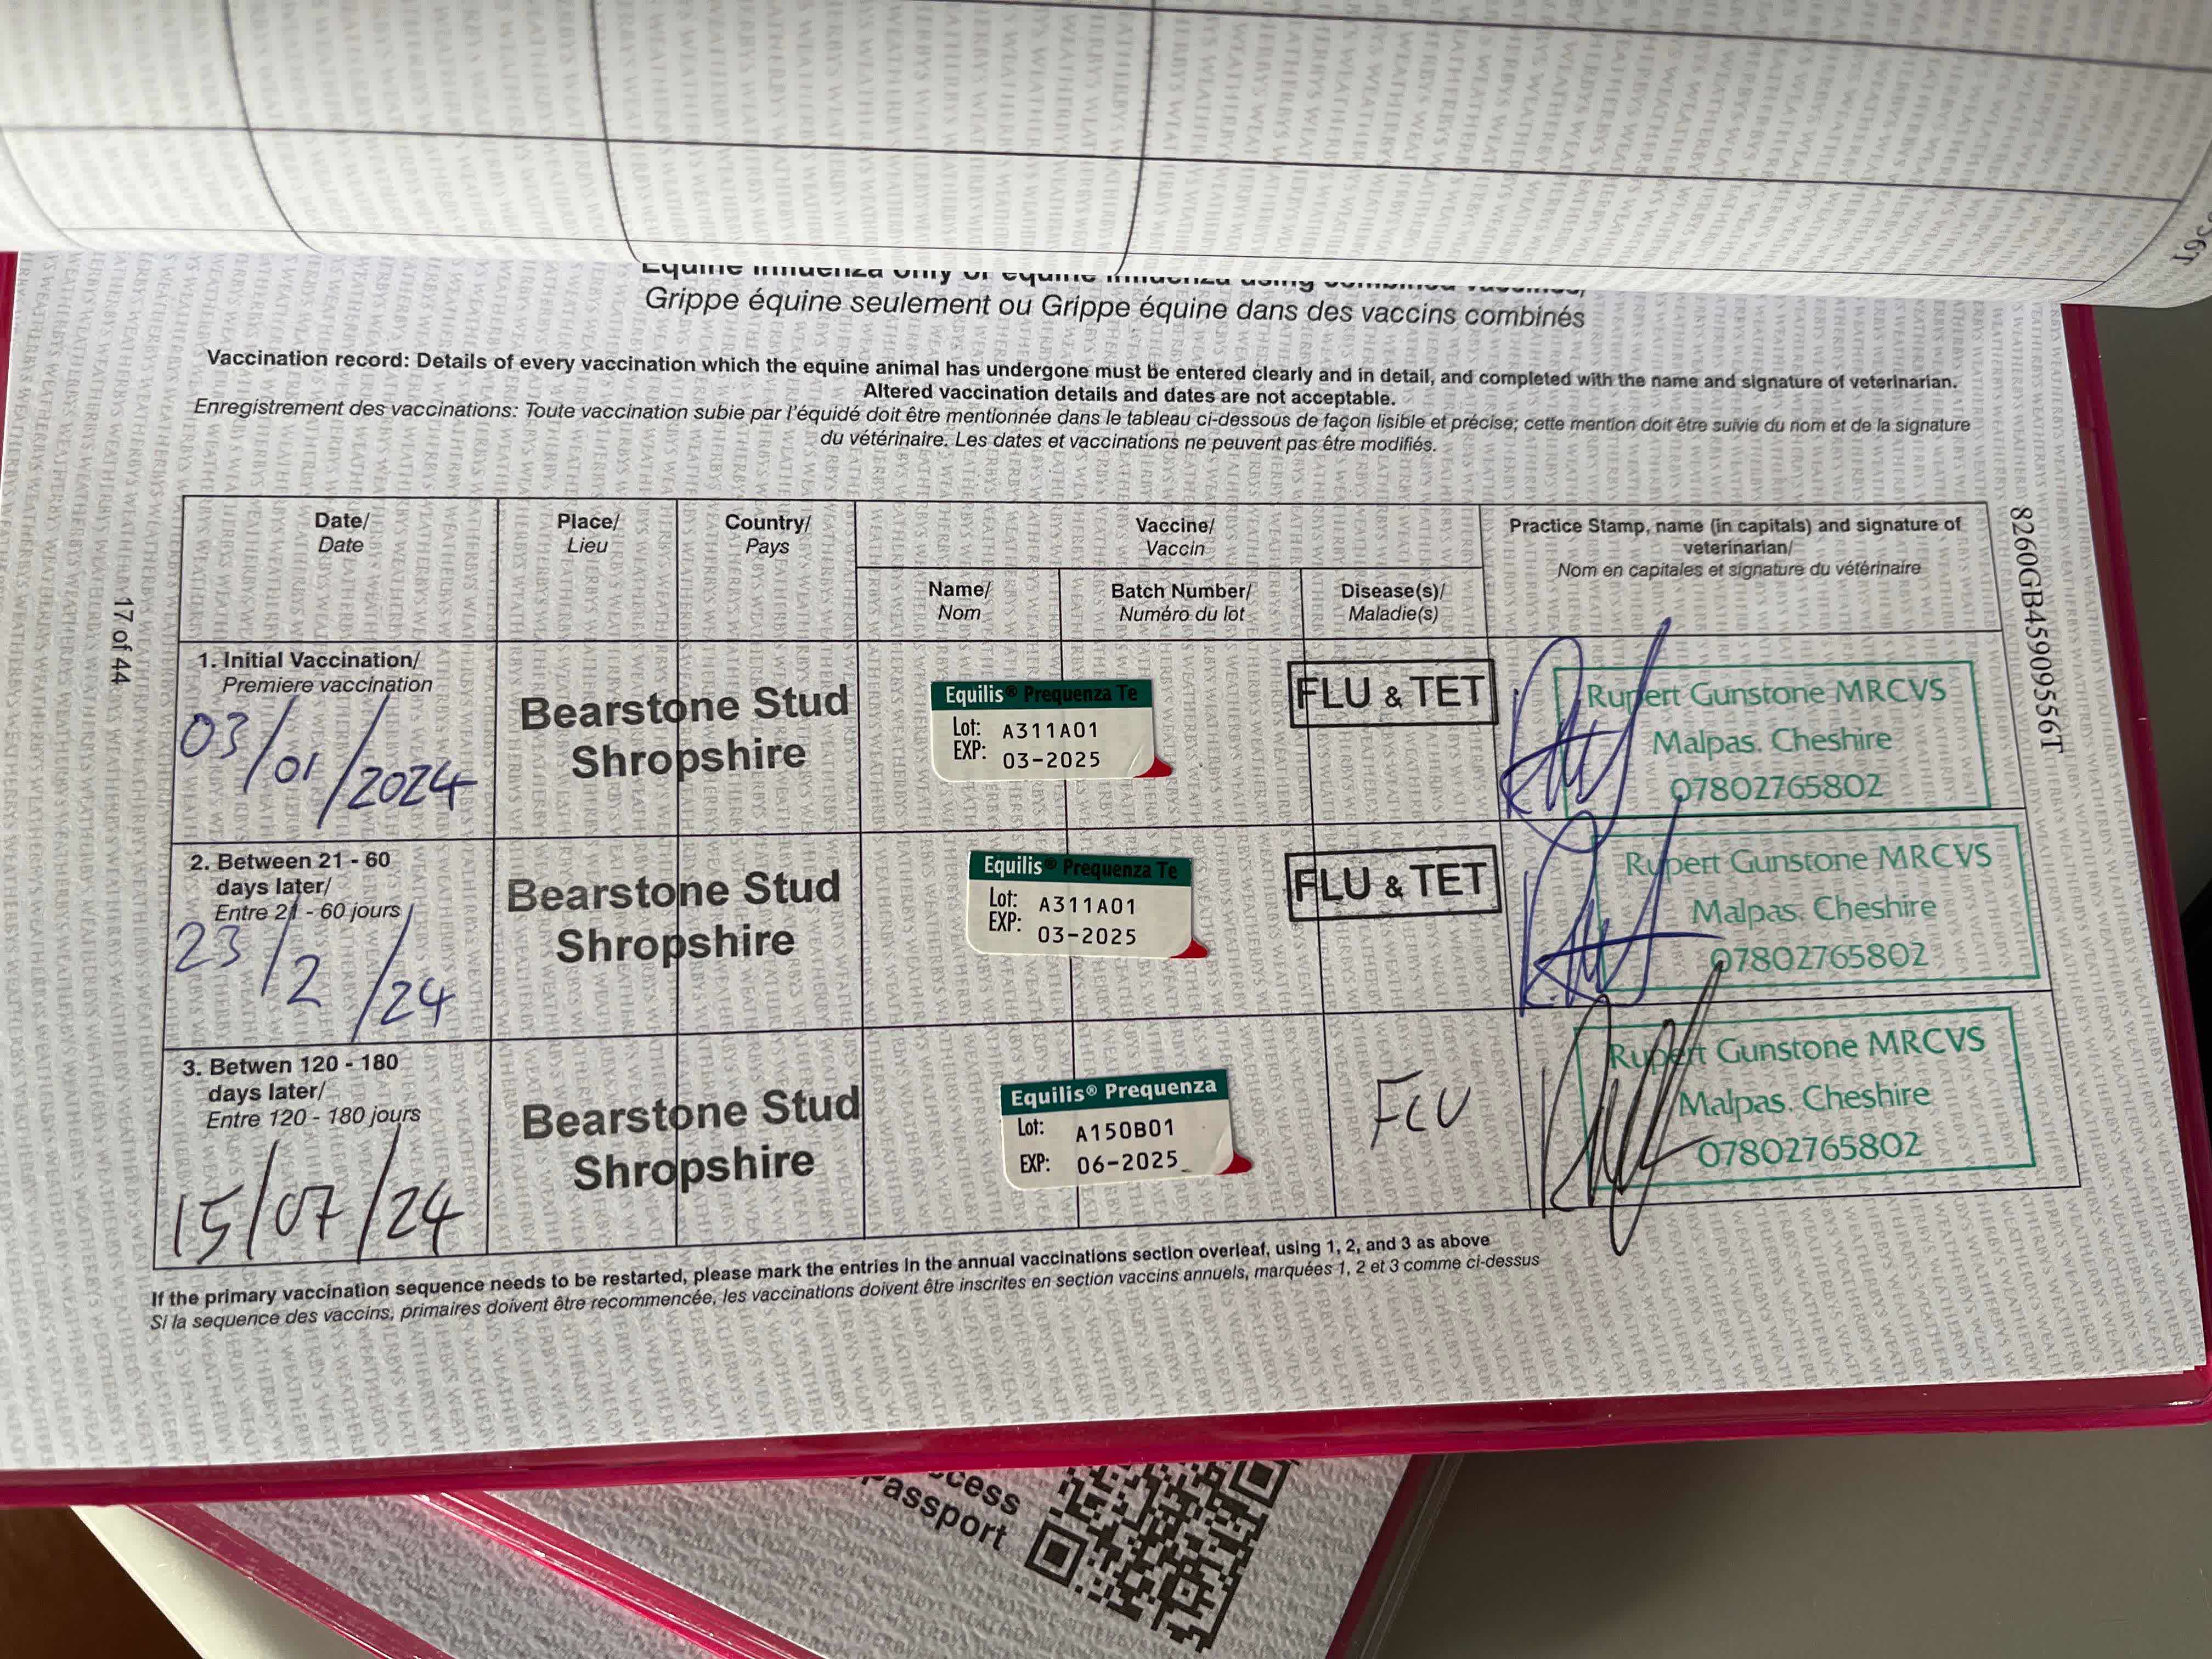 Equine Influenza only or equine influenza using combined vaccines/
Grippe équine seulement ou Grippe équine dans des vaccins combinés
Vaccination record: Details of every vaccination which the equine animal has undergone must be entered clearly and in detail, and completed with the name and signature of veterinarian.
Altered vaccination details and dates are not acceptable.
Enregistrement des vaccinations: Toute vaccination subie par l'équidé doit être mentionnée dans le tableau ci-dessous de façon lisible et précise; cette mention doit être suivie du nom et de la signature
du vétérinaire. Les dates et vaccinations ne peuvent pas être modifiés.
Date/
Date
Place/
Lieu
Country/
Pays
Vaccine/
Vaccin
Name/
Nom
Batch Number/
Numéro du lot
Disease(s)/
Maladie(s)
Practice Stamp, name (in capitals) and signature of
veterinarian/
Nom en capitales et signature du vétérinaire
1. Initial Vaccination/
Premiere vaccination
03/01/2024
Bearstone Stud
Shropshire
Equilis® Prequenza Te
Lot: A311A01
EXP: 03-2025
FLU & TET
Rupert Gunstone MRCVS
Malpas. Cheshire
07802765802
2. Between 21 - 60
days later/
Entre 21 - 60 jours
23/2/24
Bearstone Stud
Shropshire
Equilis® Prequenza Te
Lot: A311A01
EXP: 03-2025
FLU & TET
Rupert Gunstone MRCVS
Malpas. Cheshire
07802765802
3. Betwen 120 - 180
days later/
Entre 120 - 180 jours
15/07/24
Bearstone Stud
Shropshire
Equilis® Prequenza
Lot: A150B01
EXP: 06-2025
FLU
Rupert Gunstone MRCVS
Malpas. Cheshire
07802765802
If the primary vaccination sequence needs to be restarted, please mark the entries in the annual vaccinations section overleaf, using 1, 2, and 3 as above
Si la sequence des vaccins, primaires doivent être recommencée, les vaccinations doivent être inscrites en section vaccins annuels, marquées 1, 2 et 3 comme ci-dessus
17 of 44
8260GB45909556T
Passport